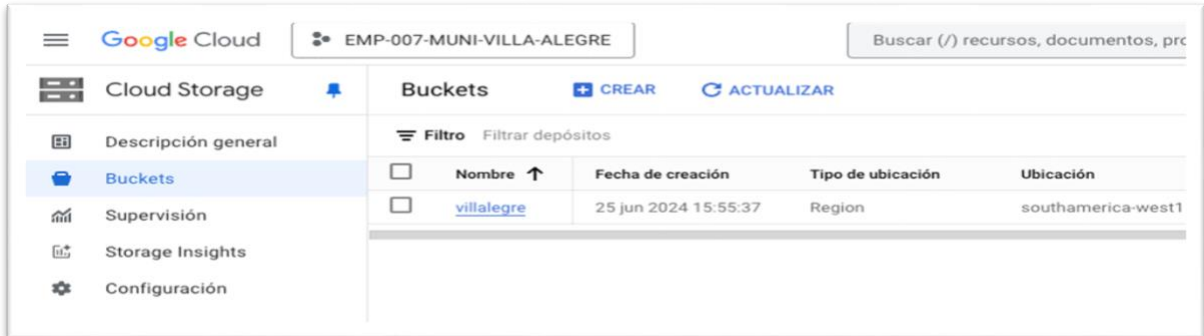 Google Cloud EMP-007-MUNI-VILLA-ALEGRE Buscar (/) recursos, documentos, pro
Cloud Storage
Descripción general
Buckets
Supervisión
Storage Insights
Configuración
Buckets CREAR ACTUALIZAR
Filtro Filtrar depósitos
Nombre Fecha de creación Tipo de ubicación Ubicación
villalegre 25 jun 2024 15:55:37 Region southamerica-west1